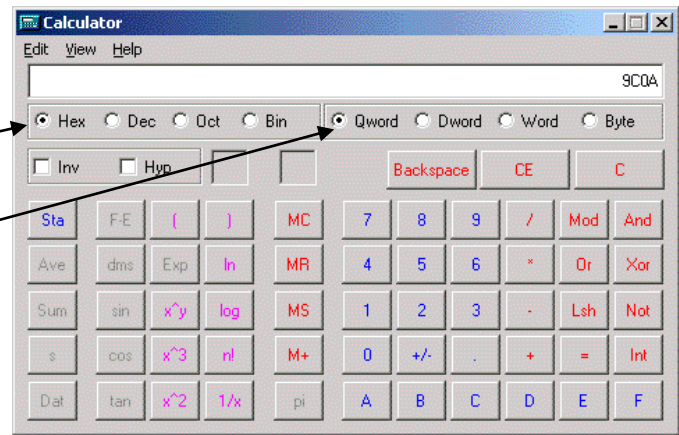 Calculator
Edit View Help
9C0A
Hex Dec Oct Bin Qword Dword Word Byte
Inv Hyp Backspace CE C
Sta F-E ( ) MC 7 8 9 / Mod And
Ave dms Exp ln MR 4 5 6 * Or Xor
Sum sin x^y log MS 1 2 3 - Lsh Not
s cos x^3 n! M+ 0 +/- . + = Int
Dat tan x^2 1/x pi A B C D E F